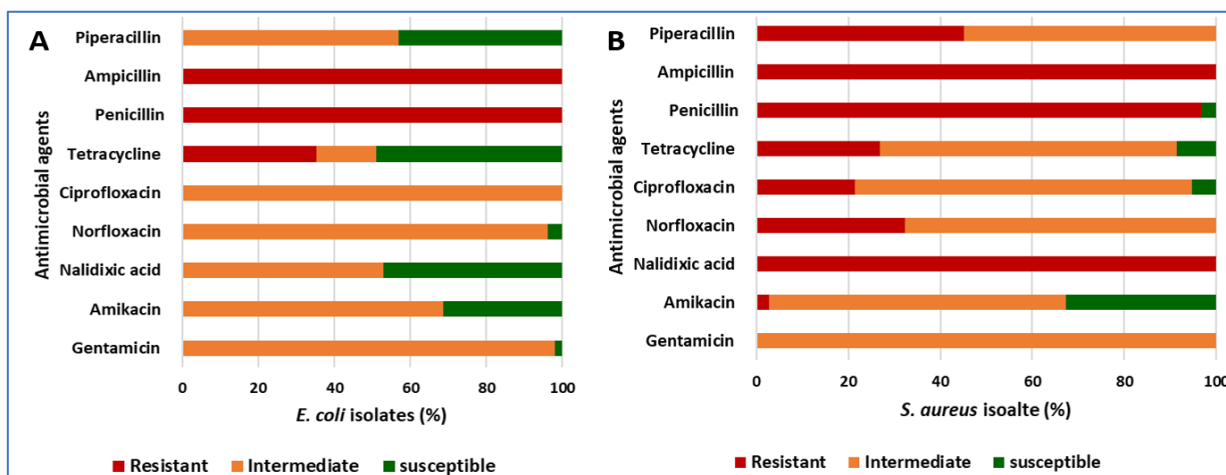 A
Antimicrobial agents
Piperacillin
Ampicillin
Penicillin
Tetracycline
Ciprofloxacin
Norfloxacin
Nalidixic acid
Amikacin
Gentamicin
0 20 40 60 80 100
E. coli isolates (%)
Resistant Intermediate susceptible
B
Antimicrobial agents
Piperacillin
Ampicillin
Penicillin
Tetracycline
Ciprofloxacin
Norfloxacin
Nalidixic acid
Amikacin
Gentamicin
0 20 40 60 80 100
S. aureus isoalte (%)
Resistant Intermediate susceptible